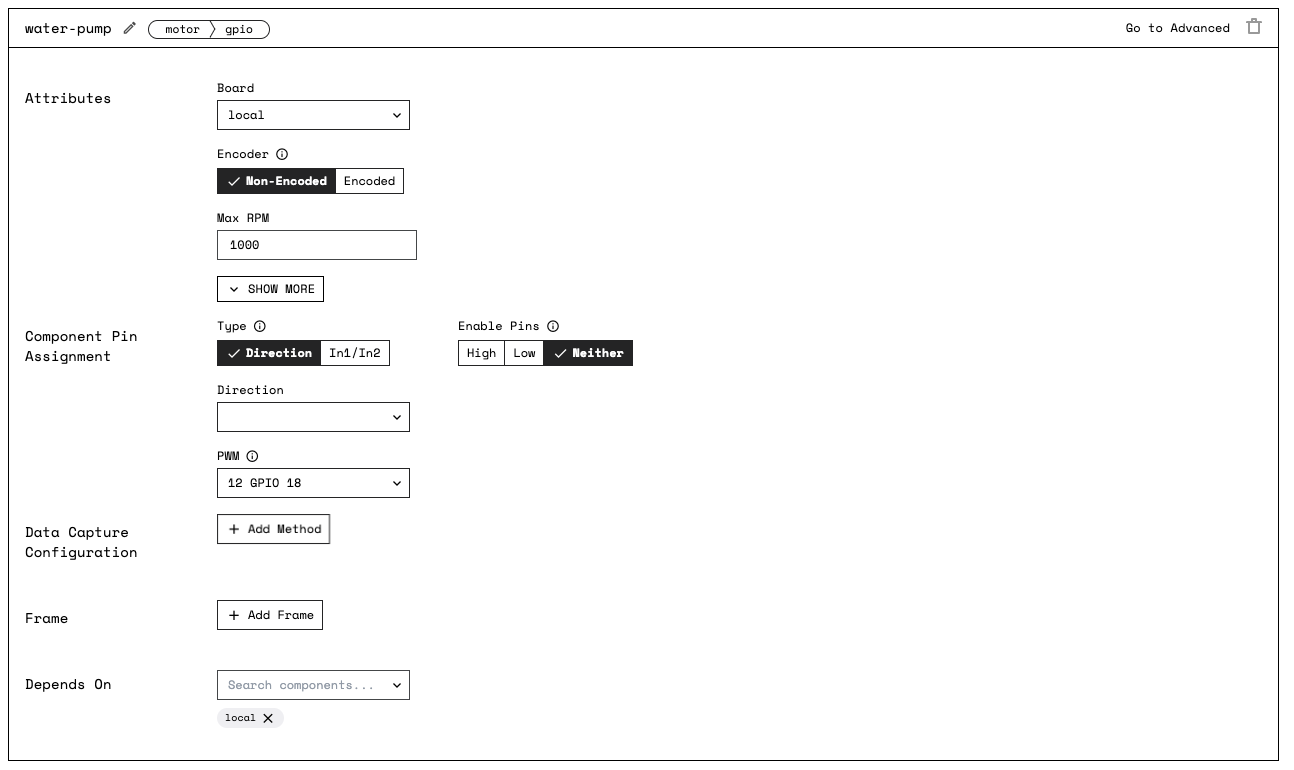 water-pump motor gpio Go to Advanced
Attributes
Board
local
Encoder
Non-Encoded Encoded
Max RPM
1000
SHOW MORE
Component Pin
Assignment
Type Enable Pins
Direction In1/In2 High Low Neither
Direction
PWM
12 GPIO 18
Data Capture
Configuration
+ Add Method
Frame
+ Add Frame
Depends On
Search components...
local